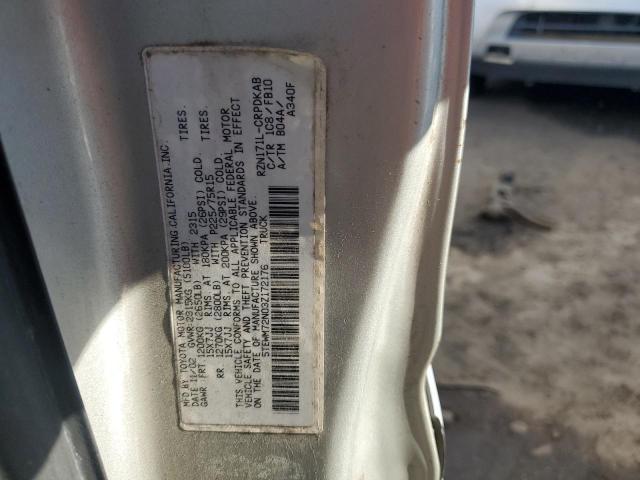 MFD BY TOYOTA MOTOR MANUFACTURING, CALIFORNIA, INC.
DATE 11/02 GVWR 2315KG (5100LB)
GAWR FRT 1200KG (2650LB) WITH 2315 TIRES.
15X7JJ RIMS AT 180KPA (26PSI) COLD.
RR 1270KG (2800LB) WITH P225/75R15 TIRES.
15X7JJ RIMS AT 200KPA (29PSI) COLD.
THIS VEHICLE CONFORMS TO ALL APPLICABLE FEDERAL MOTOR
VEHICLE SAFETY AND THEFT PREVENTION STANDARDS IN EFFECT
ON THE DATE OF MANUFACTURE SHOWN ABOVE.
5TEWM72N03Z172176 TRUCK
RZN171L-CRPDKAB
C/TR 1C8 / FB10
A/TM B04A/
A340F